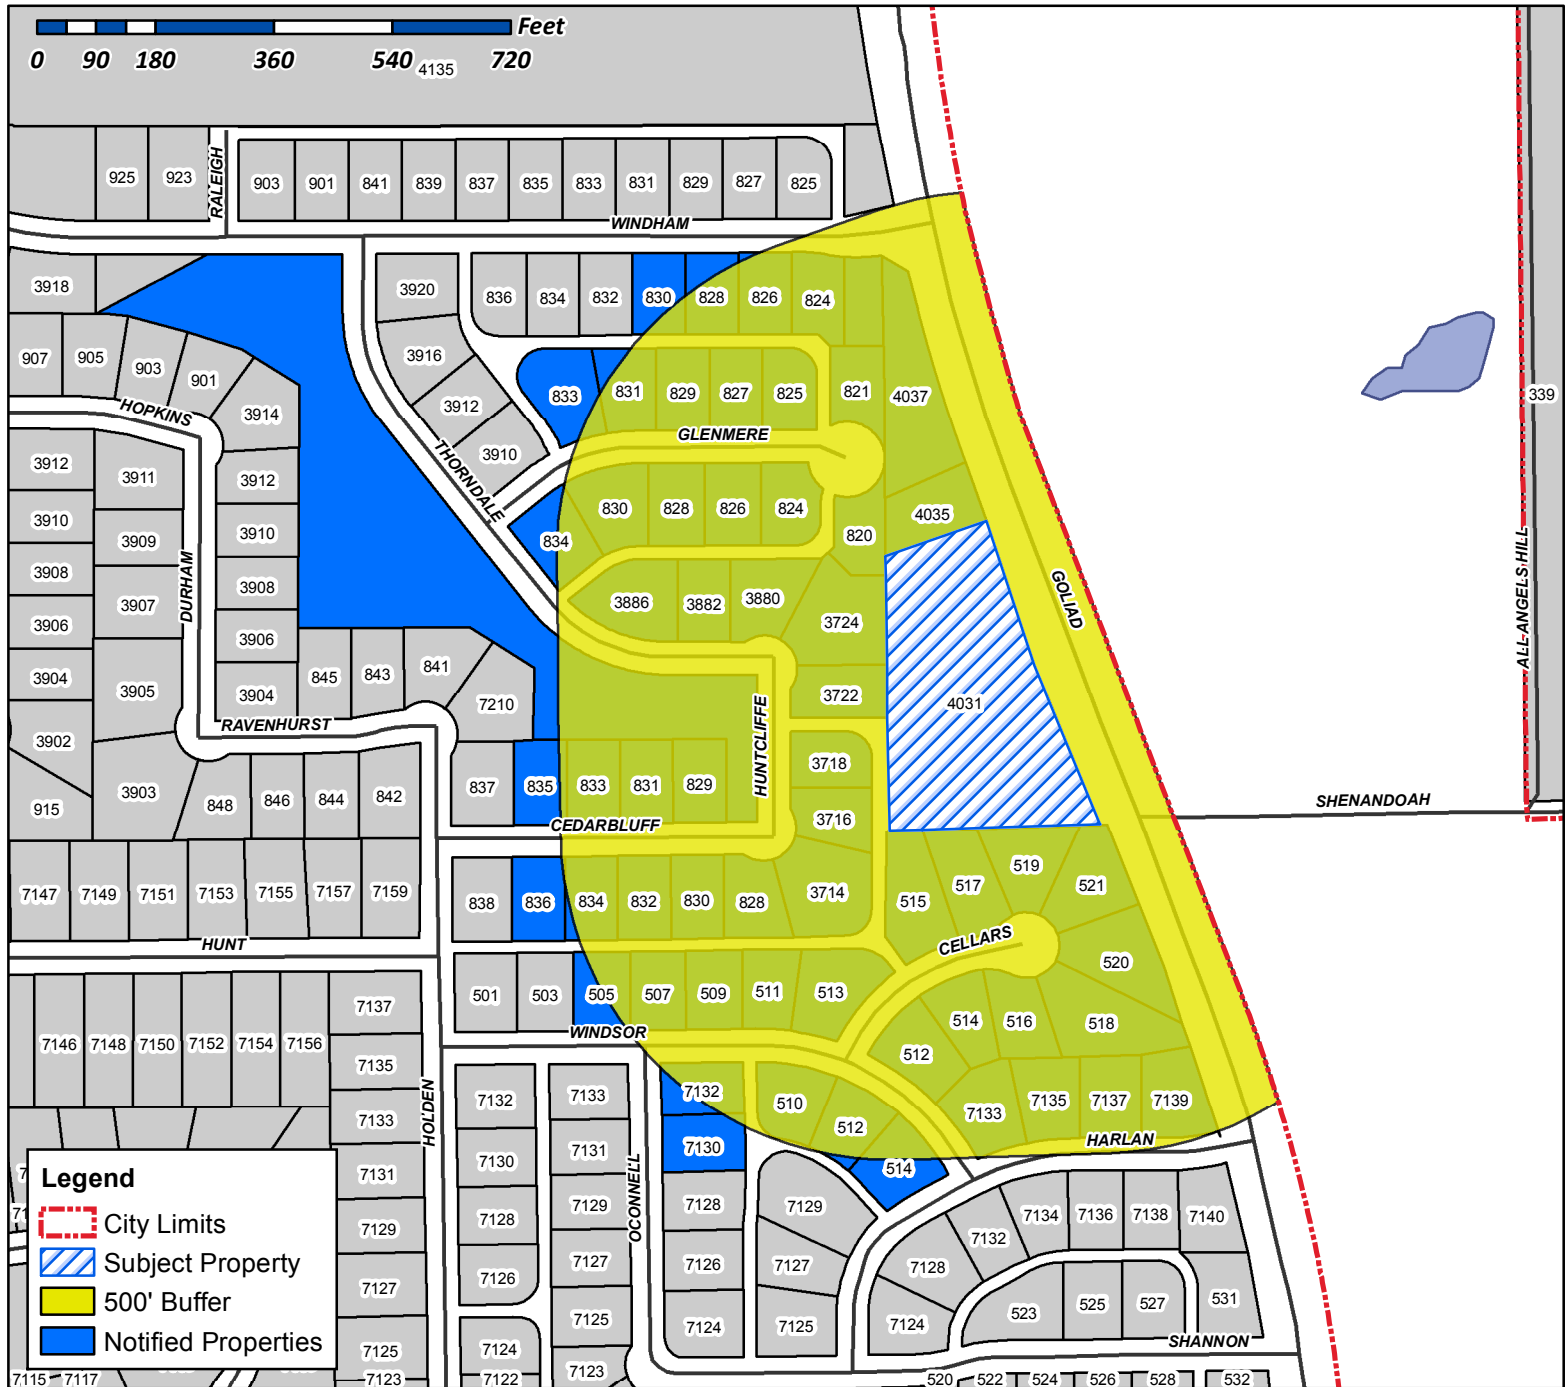 Feet
0 90 180 360 540 720
4135
925 923 RALEIGH 903 901 841 839 837 835 833 831 829 827 825
WINDHAM
3918 3920 836 834 832 830 828 826 824
907 905 903 901 3916 833 831 829 827 825 821 4037
339
HOPKINS 3914 3912 GLENMERE
3910 THORNDALE
3912 3911 3912
3910 3909 3910 834 830 828 826 824 820 4035
3908 3907 3908 3886 3882 3880
GOLIAD
ALL ANGELS HILL
DURHAM
3906 3906 3724
3904 3905 3904 845 843 841 7210 3722 4031
RAVENHURST
HUNTCLIFFE
3902 3903 915
848 846 844 842 837 835 833 831 829 3718
SHENANDOAH
CEDARBLUFF 3716
7147 7149 7151 7153 7155 7157 7159 838 836 834 832 830 828 3714 515 517 519 521
HUNT
CELLARS
520
501 503 505 507 509 511 513
WINDSOR
514 516 518
512
7146 7148 7150 7152 7154 7156 7137
7135
7133
HOLDEN
7132 7133 7132 510 512 7133 7135 7137 7139
HARLAN
7131 7130 7131 7130 514
OCONNELL
7129 7128 7129 7128 7129 7132 7134 7136 7138 7140
7127 7126 7127 7126 7127 7128
7125 7124 7125 7124 7125 7124 523 525 527 531
SHANNON
7115 7117 7123 7122 7123 520 522 524 526 528 532
Legend
City Limits
Subject Property
500' Buffer
Notified Properties